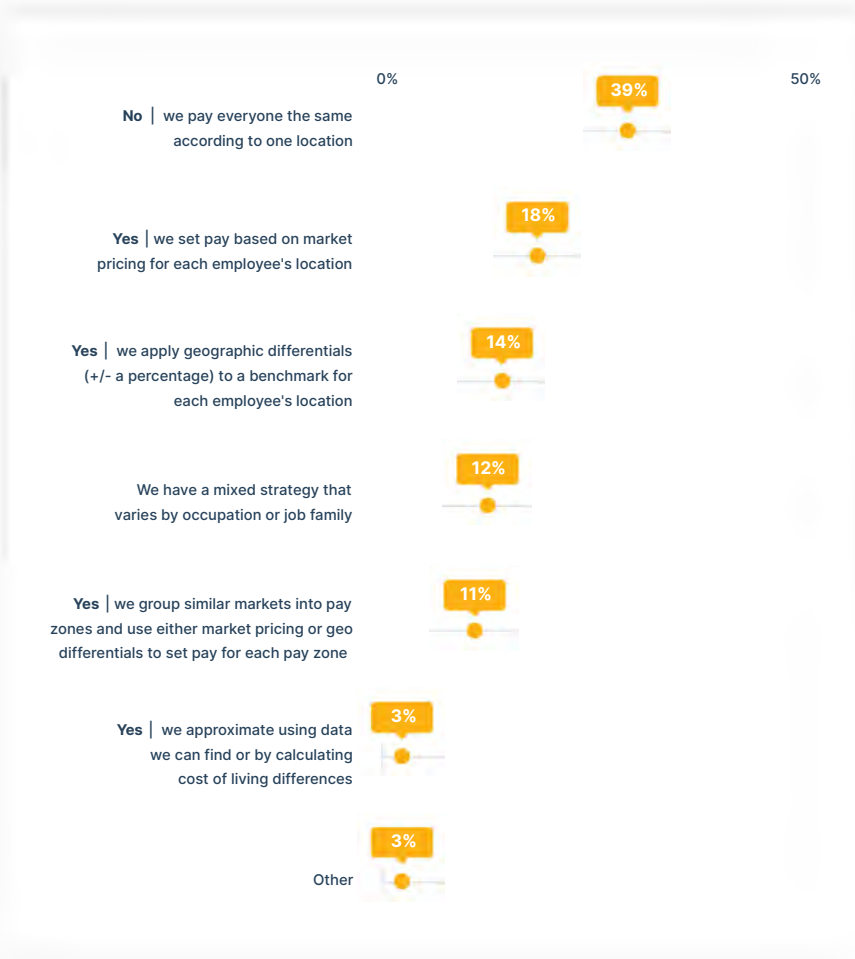 0%
50%
39%
No | we pay everyone the same
according to one location
18%
Yes | we set pay based on market
pricing for each employee's location
14%
Yes | we apply geographic differentials
(+/- a percentage) to a benchmark for
each employee's location
12%
We have a mixed strategy that
varies by occupation or job family
11%
Yes | we group similar markets into pay
zones and use either market pricing or geo
differentials to set pay for each pay zone
3%
Yes | we approximate using data
we can find or by calculating
cost of living differences
3%
Other